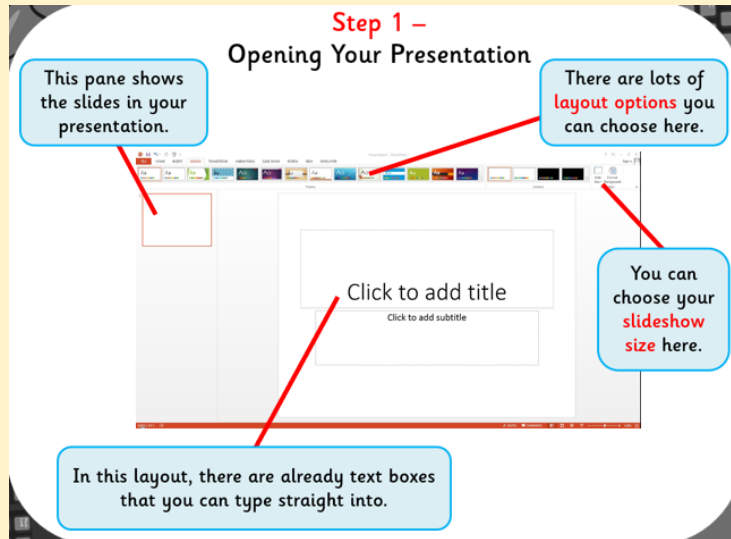 Step 1 –
Opening Your Presentation
This pane shows
the slides in your
presentation.
There are lots of
layout options you
can choose here.
Click to add title
Click to add subtitle
You can
choose your
slideshow
size here.
In this layout, there are already text boxes
that you can type straight into.